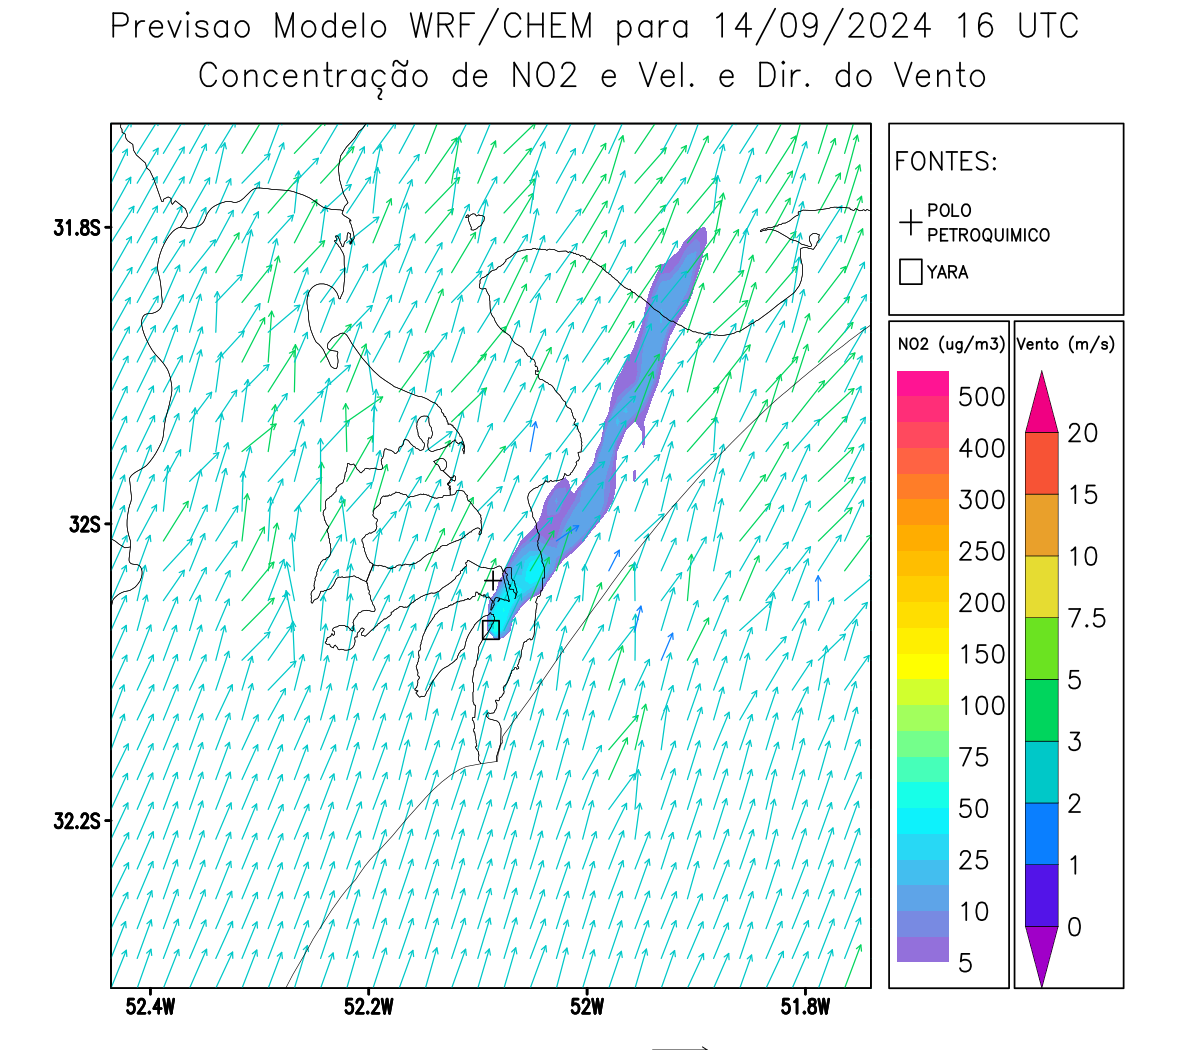 Previsao Modelo WRF/CHEM para 14/09/2024 16 UTC
Concentração de NO2 e Vel. e Dir. do Vento
FONTES:
POLO
PETROQUIMICO
YARA
NO2 (ug/m3)
500
400
300
250
200
150
100
75
50
25
10
5
Vento (m/s)
20
15
10
7.5
5
3
2
1
0
31.8S
32S
32.2S
52.4W
52.2W
52W
51.8W